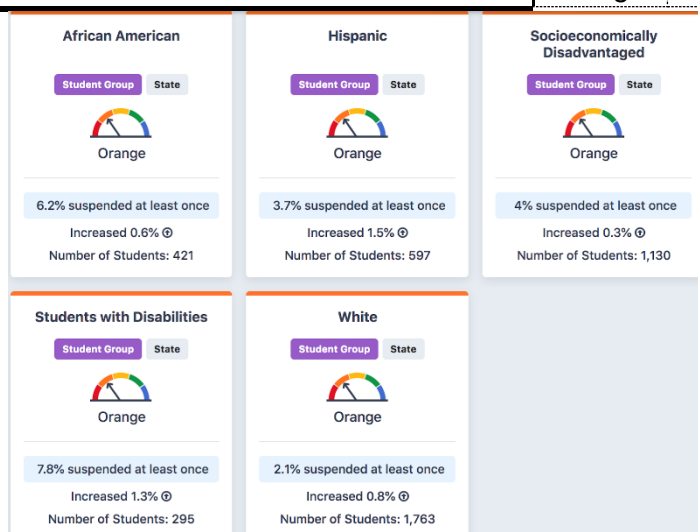 African American
Student Group State
Orange
6.2% suspended at least once
Increased 0.6%
Number of Students: 421
Hispanic
Student Group State
Orange
3.7% suspended at least once
Increased 1.5%
Number of Students: 597
Socioeconomically
Disadvantaged
Student Group State
Orange
4% suspended at least once
Increased 0.3%
Number of Students: 1,130
Students with Disabilities
Student Group State
Orange
7.8% suspended at least once
Increased 1.3%
Number of Students: 295
White
Student Group State
Orange
2.1% suspended at least once
Increased 0.8%
Number of Students: 1,763